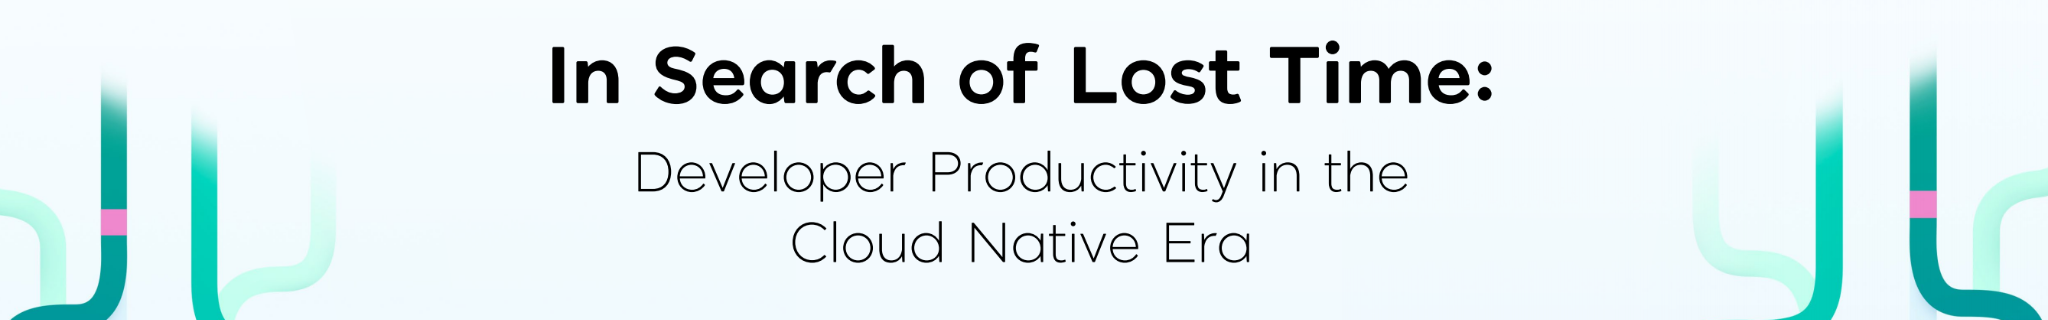 In Search of Lost Time:
Developer Productivity in the
Cloud Native Era